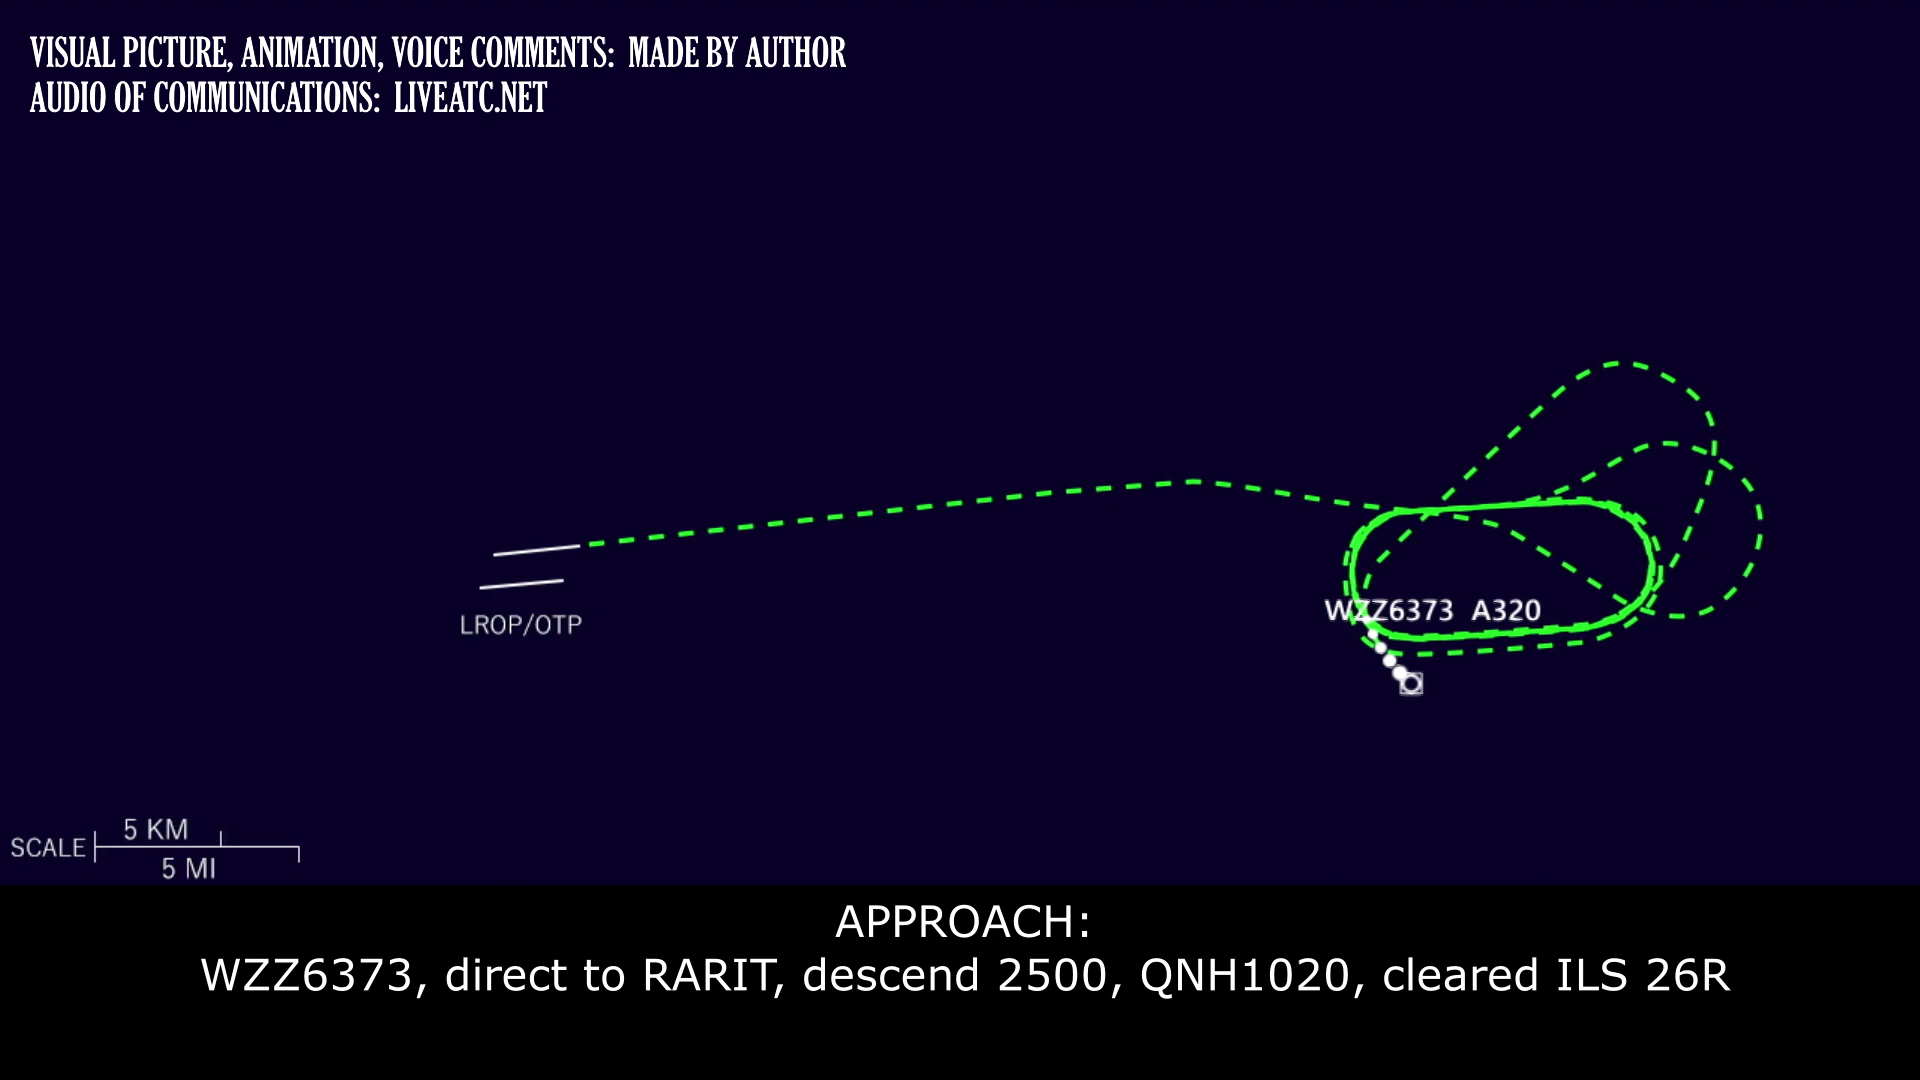 VISUAL PICTURE, ANIMATION, VOICE COMMENTS: MADE BY AUTHOR
AUDIO OF COMMUNICATIONS: LIVEATC.NET
WZZ6373 A320
LROP/OTP
5 KM
SCALE
5 MI
APPROACH:
WZZ6373, direct to RARIT, descend 2500, QNH1020, cleared ILS 26R